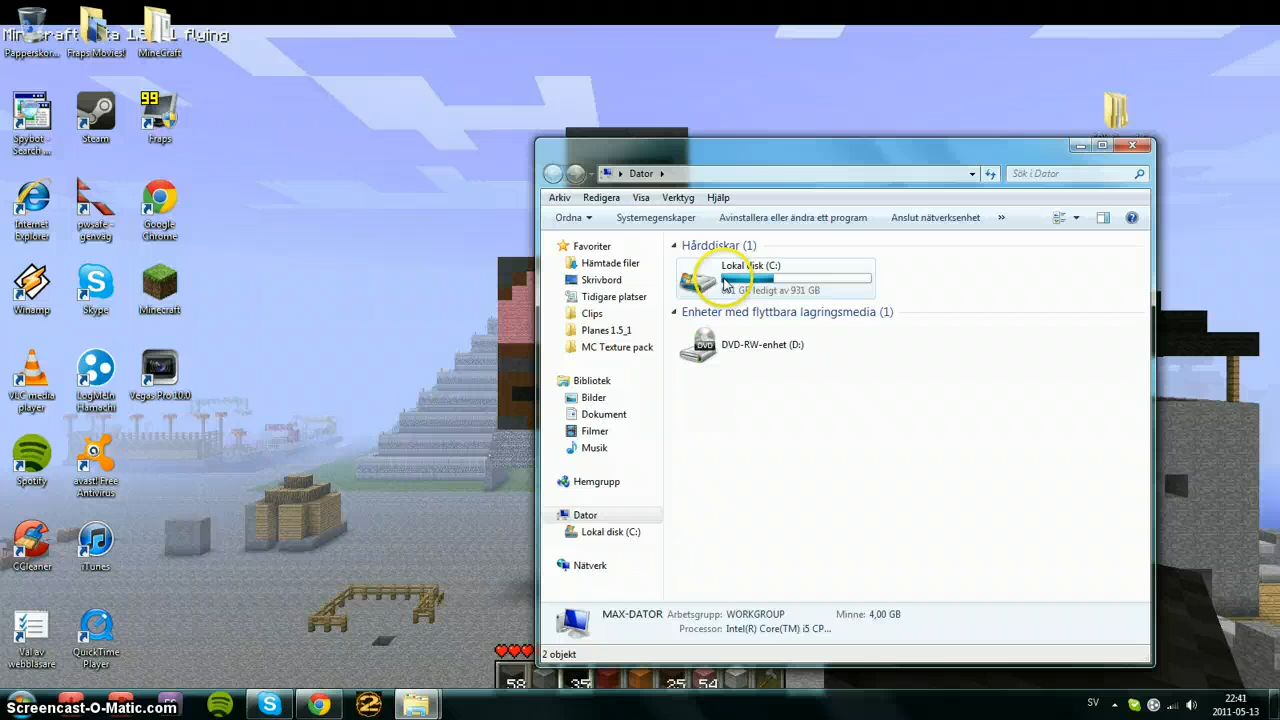 Papperskor...
Fraps Movies!
MineCraft
flying
Spybot - Search ...
Steam
99
Fraps
Internet Explorer
pwsafe - genväg
Google Chrome
Winamp
Skype
Minecraft
VLC media player
LogMeIn Hamachi
Vegas Pro 10.0
Spotify
avast! Free Antivirus
CCleaner
iTunes
Val av webbläsare
QuickTime Player
Dator
Sök i Dator
Arkiv Redigera Visa Verktyg Hjälp
Ordna Systemegenskaper Avinstallera eller ändra ett program Anslut nätverksenhet »
Favoriter
Hämtade filer
Skrivbord
Tidigare platser
Clips
Planes 1.5_1
MC Texture pack
Bibliotek
Bilder
Dokument
Filmer
Musik
Hemgrupp
Dator
Lokal disk (C:)
Nätverk
Hårddiskar (1)
Lokal disk (C:)
GB ledigt av 931 GB
Enheter med flyttbara lagringsmedia (1)
DVD
DVD-RW-enhet (D:)
MAX-DATOR Arbetsgrupp: WORKGROUP Minne: 4,00 GB
Processor: Intel(R) Core(TM) i5 CP...
2 objekt
58 35 25 54
Screencast-O-Matic.com
SV
22:41
2011-05-13